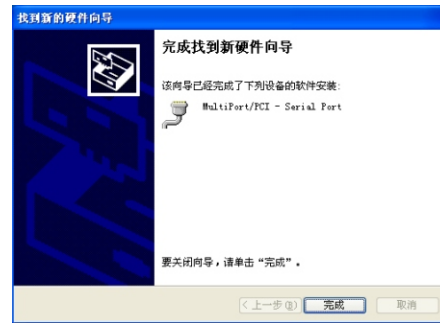 找到新的硬件向导
完成找到新硬件向导
该向导已经完成了下列设备的软件安装:
MultiPort/PCI - Serial Port
要关闭向导，请单击“完成”。
<上一步(B) 完成 取消